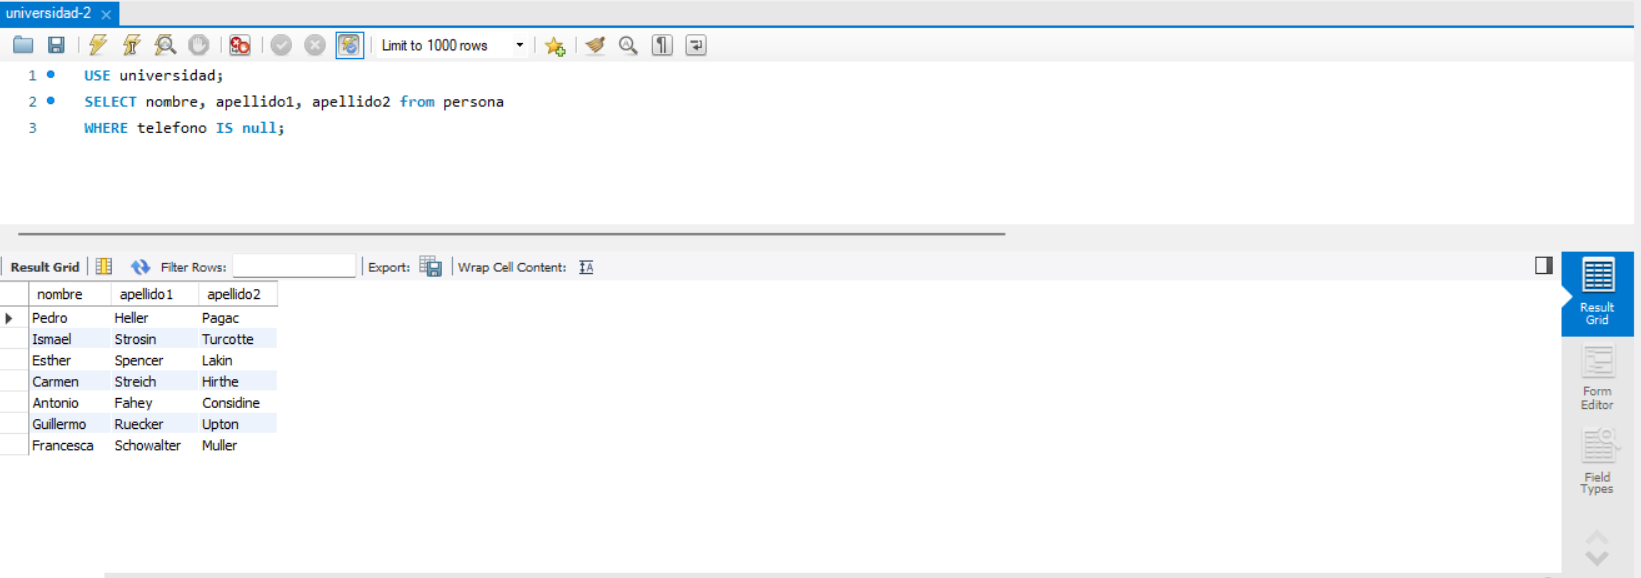 universidad-2
Limit to 1000 rows
1 USE universidad;
2 SELECT nombre, apellido1, apellido2 from persona
3 WHERE telefono IS null;
Result Grid Filter Rows: Export: Wrap Cell Content:
nombre apellido1 apellido2
Pedro Heller Pagac
Ismael Strosin Turcotte
Esther Spencer Lakin
Carmen Streich Hirthe
Antonio Fahey Considine
Guillermo Ruecker Upton
Francesca Schowalter Muller
Result
Grid
Form
Editor
Field
Types